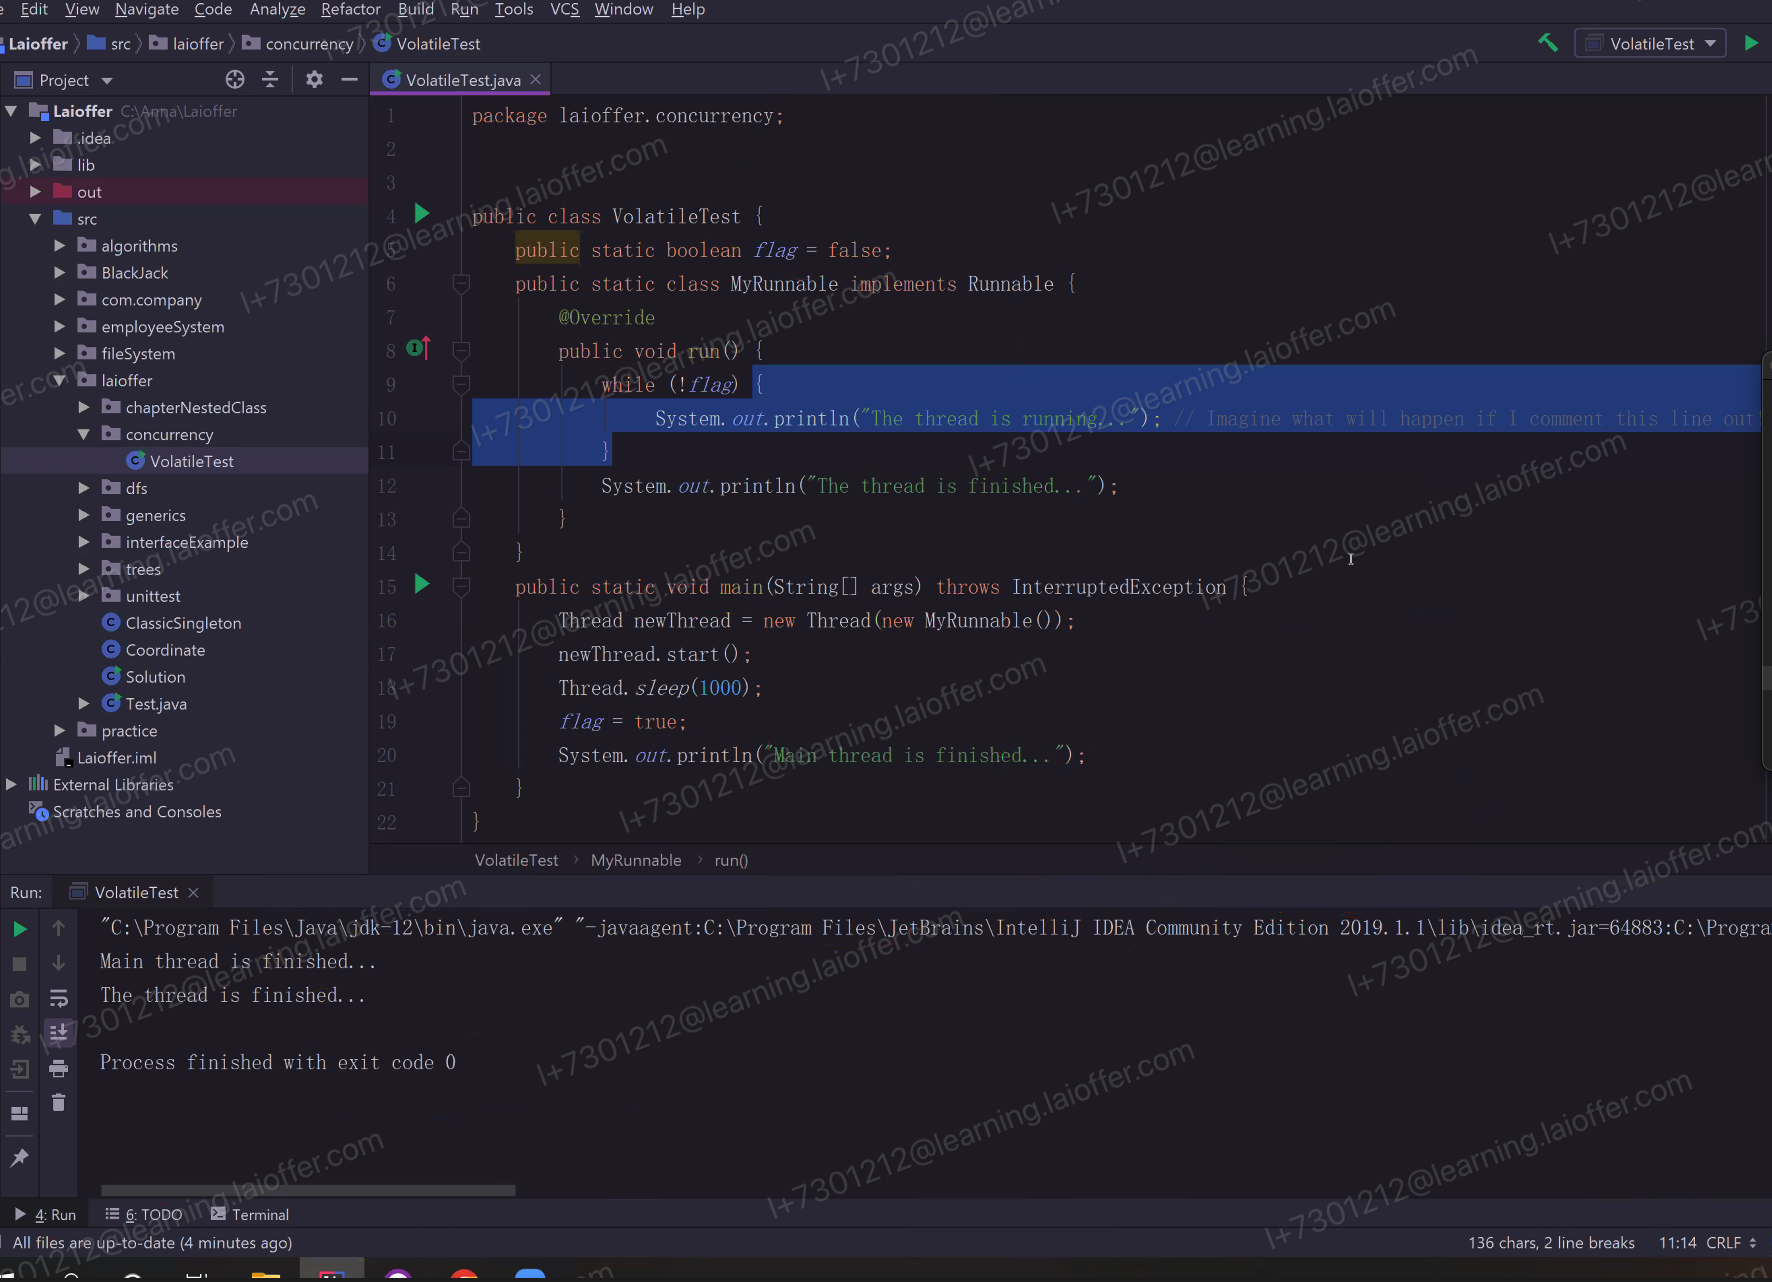 Edit View Navigate Code Analyze Refactor Build Run Tools VCS Window Help
Laioffer src laioffer concurrency VolatileTest
VolatileTest
Project
VolatileTest.java
Laioffer C:\Anna\Laioffer
.idea
lib
out
src
algorithms
BlackJack
com.company
employeeSystem
fileSystem
laioffer
chapterNestedClass
concurrency
VolatileTest
dfs
generics
interfaceExample
trees
unittest
ClassicSingleton
Coordinate
Solution
Test.java
practice
Laioffer.iml
External Libraries
Scratches and Consoles
1 package laioffer.concurrency;
2
3
4 public class VolatileTest {
5 public static boolean flag = false;
6 public static class MyRunnable implements Runnable {
7 @Override
8 public void run() {
9 while (!flag) {
10 System.out.println("The thread is running..."); // Imagine what will happen if I comment this line out
11 }
12 System.out.println("The thread is finished...");
13 }
14 }
15 public static void main(String[] args) throws InterruptedException {
16 Thread newThread = new Thread(new MyRunnable());
17 newThread.start();
18 Thread.sleep(1000);
19 flag = true;
20 System.out.println("Main thread is finished...");
21 }
22 }
VolatileTest › MyRunnable › run()
Run: VolatileTest
"C:\Program Files\Java\jdk-12\bin\java.exe" "-javaagent:C:\Program Files\JetBrains\IntelliJ IDEA Community Edition 2019.1.1\lib\idea_rt.jar=64883:C:\Progra
Main thread is finished...
The thread is finished...
Process finished with exit code 0
4: Run 6: TODO Terminal
All files are up-to-date (4 minutes ago)
136 chars, 2 line breaks 11:14 CRLF
l+7301212@learning.laioffer.com